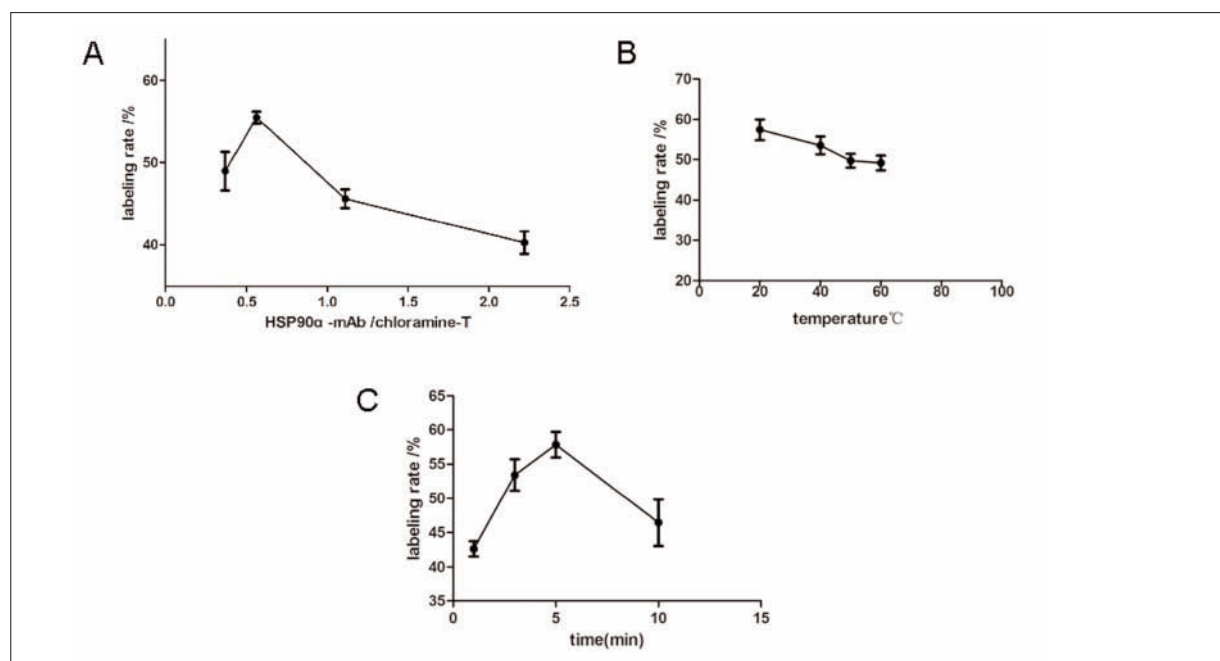 A
labeling rate /%
60
50
40
0.0 0.5 1.0 1.5 2.0 2.5
HSP90α -mAb /chloramine-T
B
labeling rate /%
70
60
50
40
30
20
0 20 40 60 80 100
temperature℃
C
labeling rate /%
65
60
55
50
45
40
35
0 5 10 15
time(min)